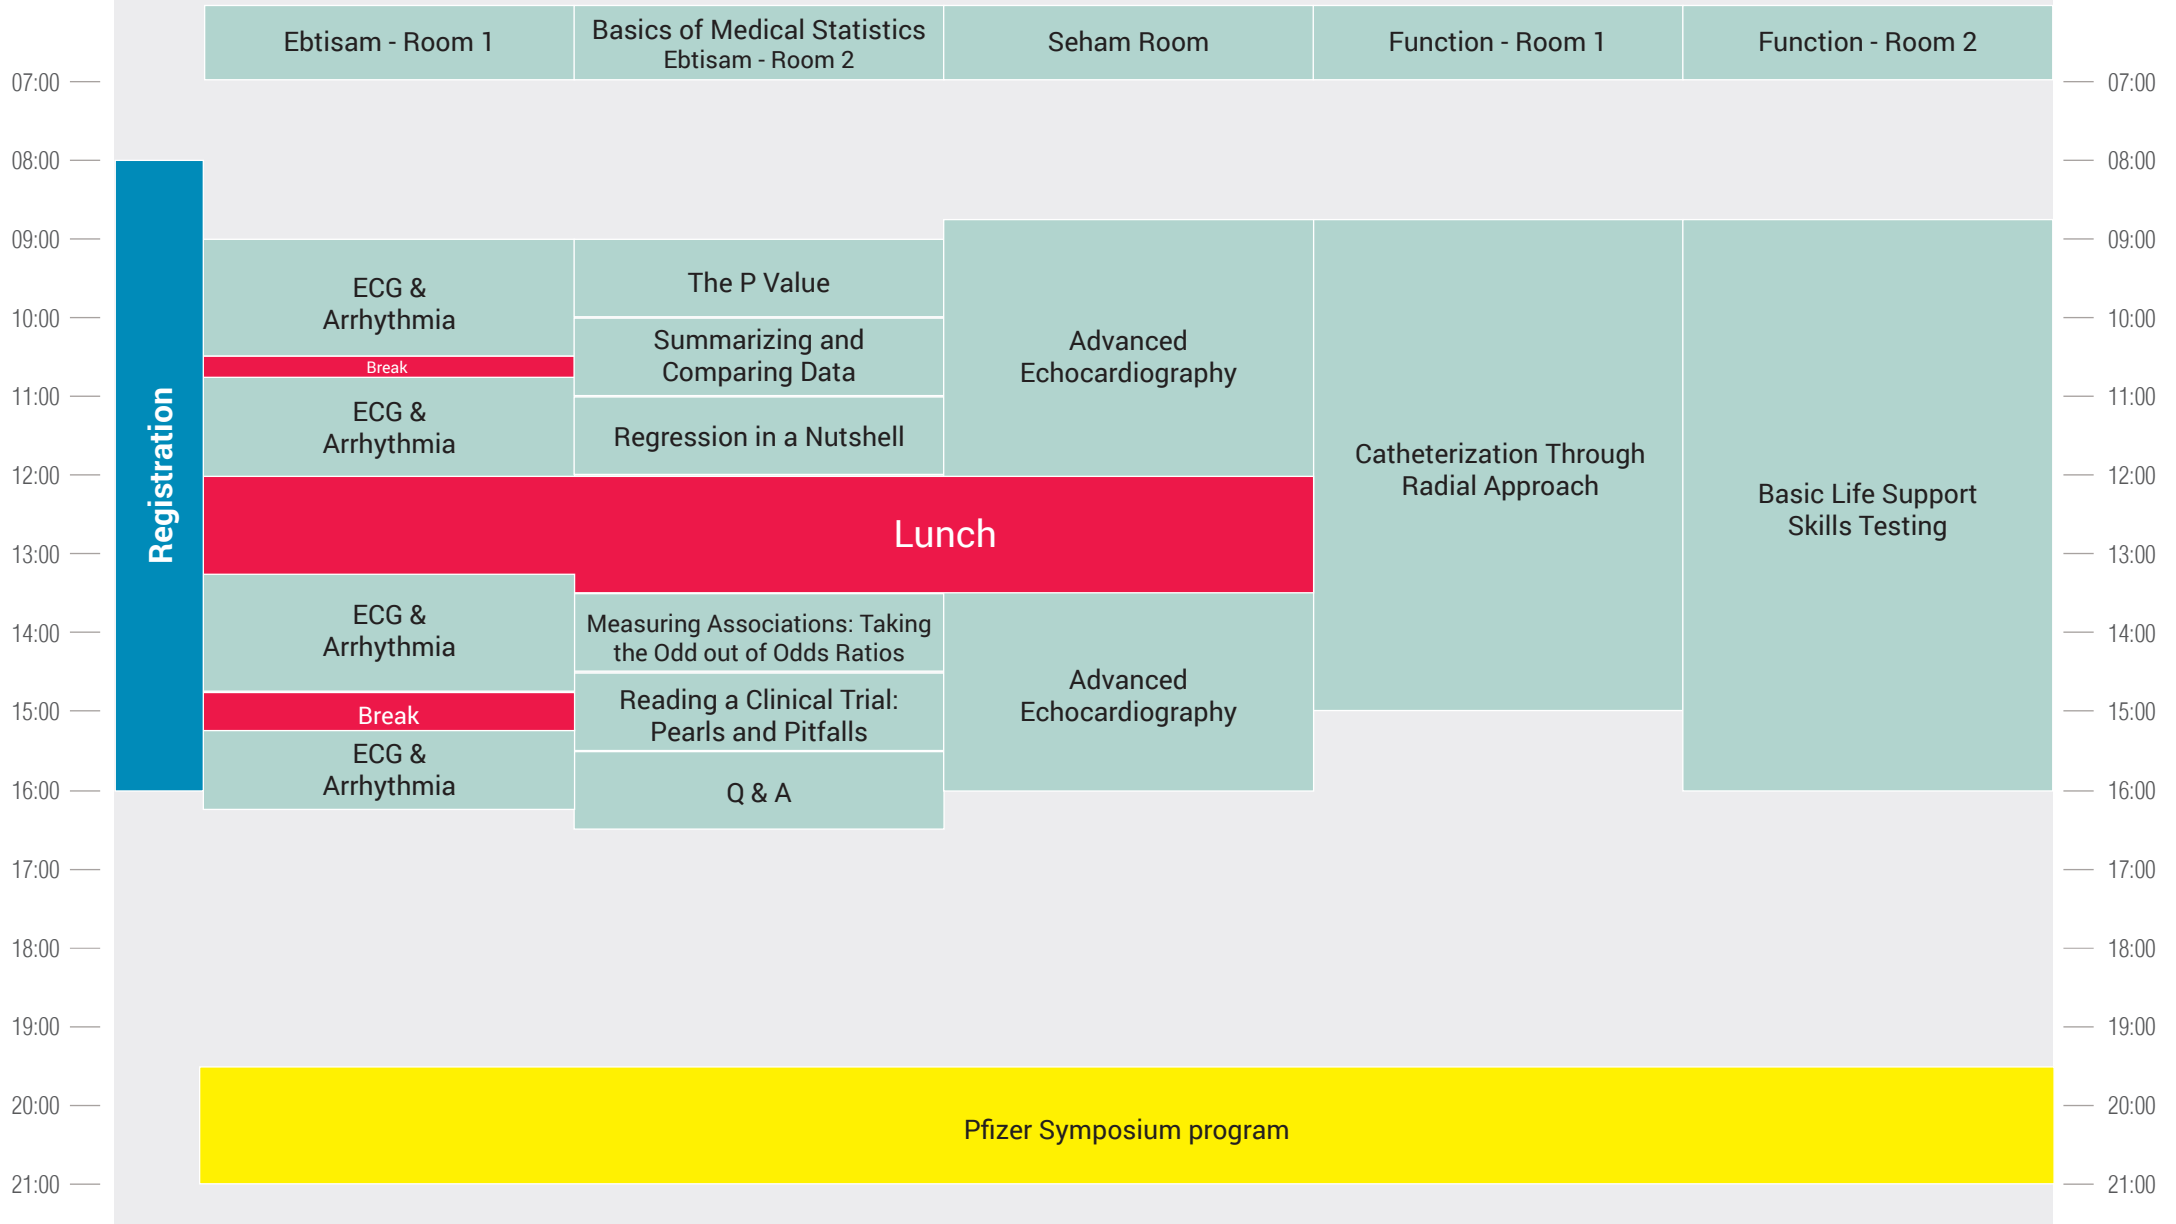 Ebtisam - Room 1
Basics of Medical Statistics
Ebtisam - Room 2
Seham Room
Function - Room 1
Function - Room 2
07:00
07:00
08:00
08:00
09:00
09:00
10:00
10:00
11:00
11:00
12:00
12:00
13:00
13:00
14:00
14:00
15:00
15:00
16:00
16:00
17:00
17:00
18:00
18:00
19:00
19:00
20:00
20:00
21:00
21:00
Registration
ECG &
Arrhythmia
Break
ECG &
Arrhythmia
The P Value
Summarizing and
Comparing Data
Regression in a Nutshell
Advanced
Echocardiography
Lunch
Catheterization Through
Radial Approach
Basic Life Support
Skills Testing
ECG &
Arrhythmia
Break
ECG &
Arrhythmia
Measuring Associations: Taking
the Odd out of Odds Ratios
Reading a Clinical Trial:
Pearls and Pitfalls
Q & A
Advanced
Echocardiography
Pfizer Symposium program